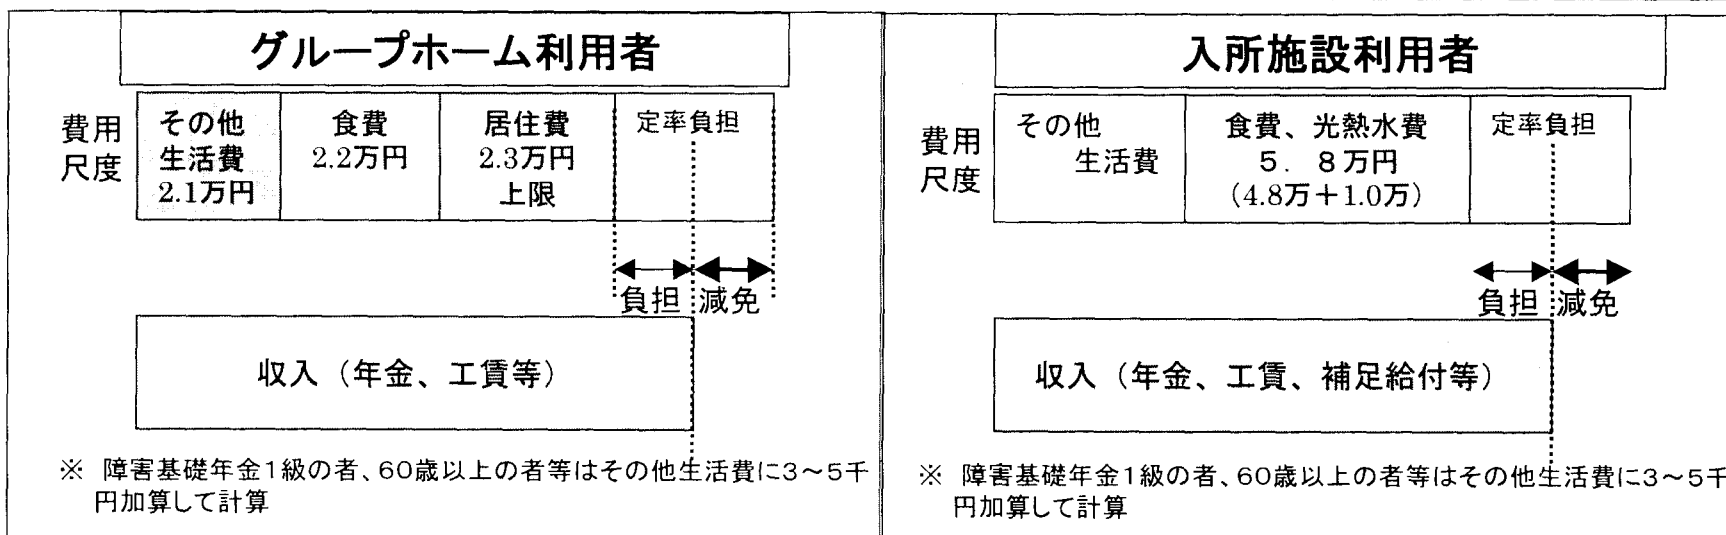 グループホーム利用者
費用
尺度
その他
生活費
2.1万円
食費
2.2万円
居住費
2.3万円
上限
定率負担
負担
減免
収入（年金、工賃等）
※ 障害基礎年金1級の者、60歳以上の者等はその他生活費に3～5千
円加算して計算
入所施設利用者
費用
尺度
その他
生活費
食費、光熱水費
5．8万円
（4.8万＋1.0万）
定率負担
負担
減免
収入（年金、工賃、補足給付等）
※ 障害基礎年金1級の者、60歳以上の者等はその他生活費に3～5千
円加算して計算